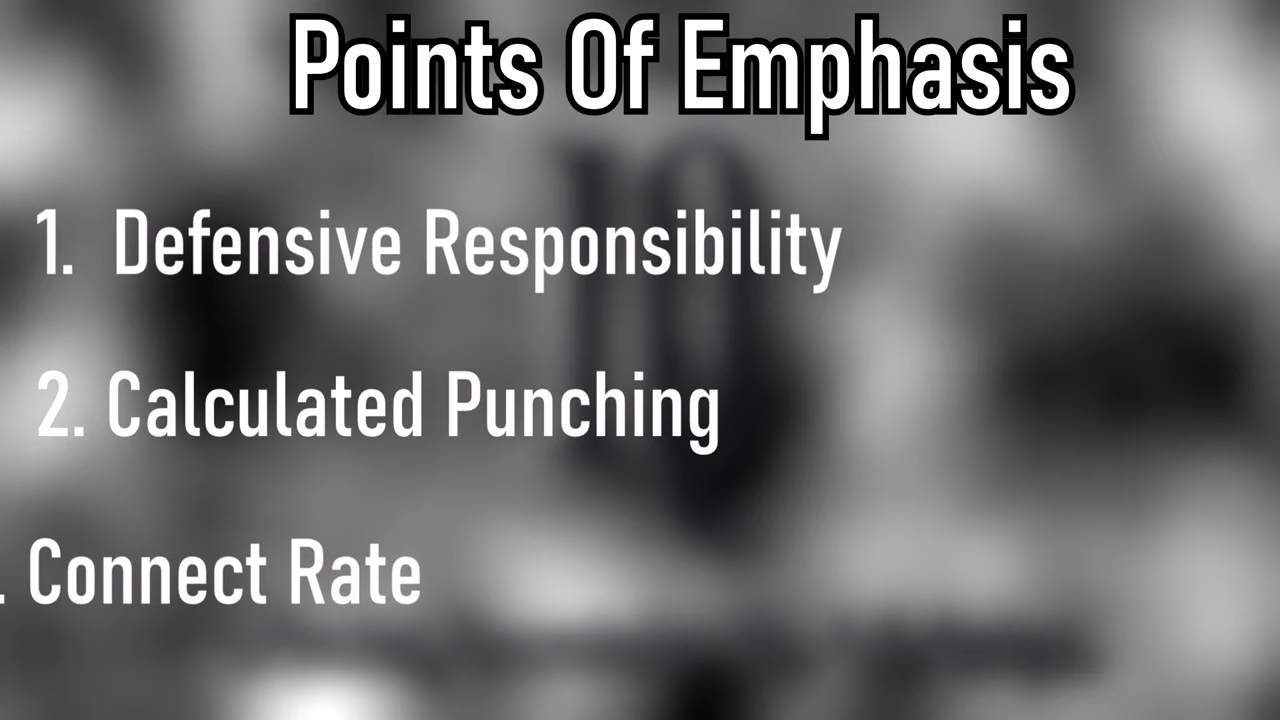 Points Of Emphasis
1. Defensive Responsibility
2. Calculated Punching
. Connect Rate